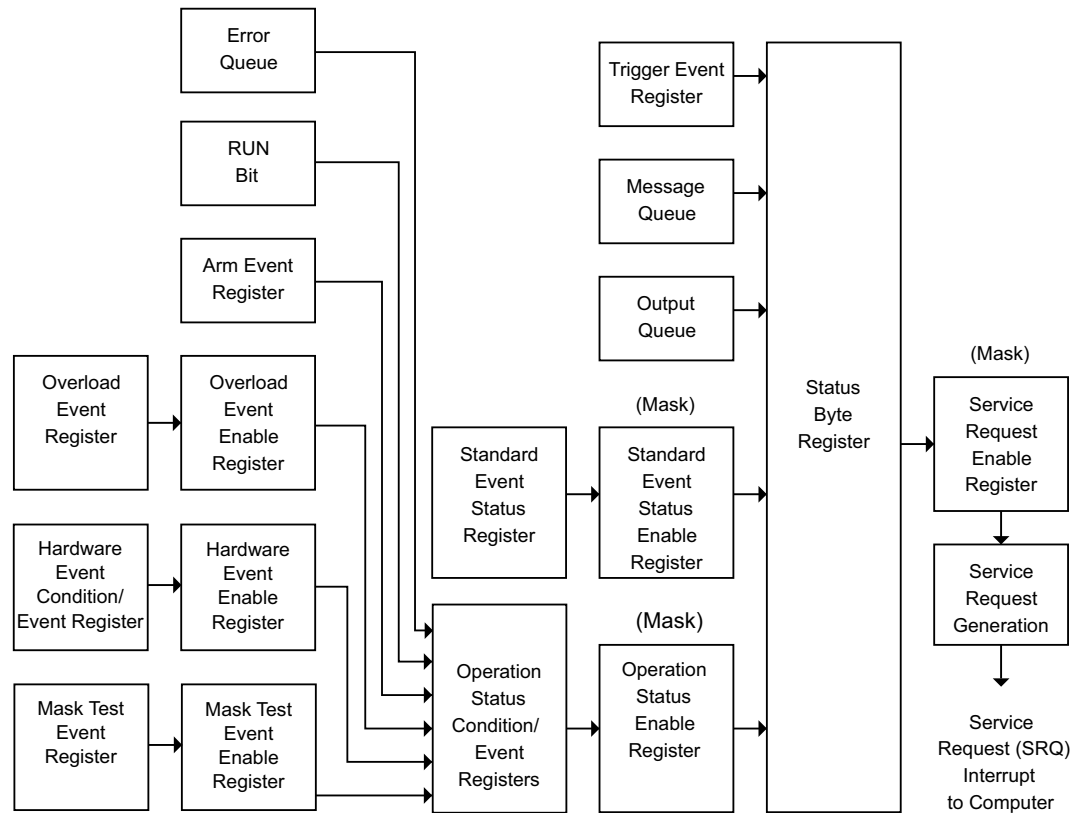 Error
Queue
RUN
Bit
Arm Event
Register
Overload
Event
Register
Overload
Event
Enable
Register
Hardware
Event
Condition/
Event Register
Hardware
Event
Enable
Register
Mask Test
Event
Register
Mask Test
Event
Enable
Register
Standard
Event
Status
Register
Operation
Status
Condition/
Event
Registers
Trigger Event
Register
Message
Queue
Output
Queue
(Mask)
Standard
Event
Status
Enable
Register
(Mask)
Operation
Status
Enable
Register
Status
Byte
Register
(Mask)
Service
Request
Enable
Register
Service
Request
Generation
Service
Request (SRQ)
Interrupt
to Computer